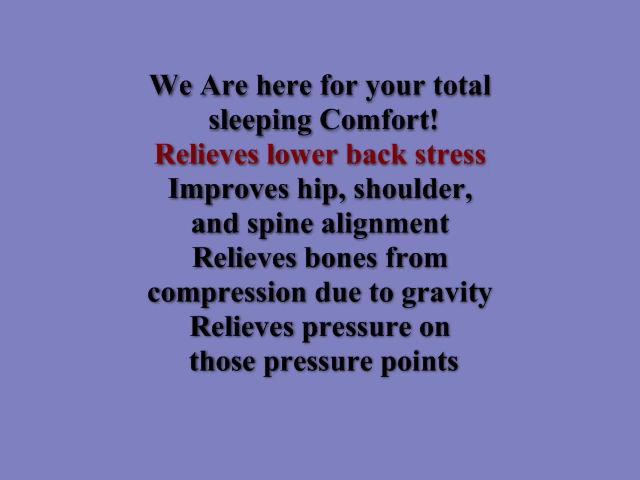 We Are here for your total
sleeping Comfort!
Relieves lower back stress
Improves hip, shoulder,
and spine alignment
Relieves bones from
compression due to gravity
Relieves pressure on
those pressure points